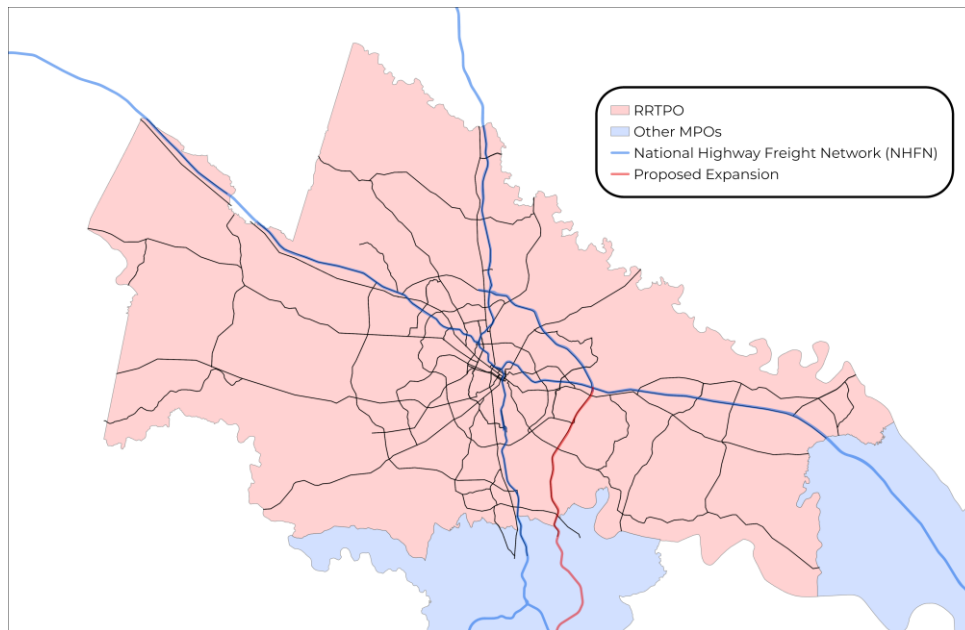 RRTPO
Other MPOs
National Highway Freight Network (NHFN)
Proposed Expansion